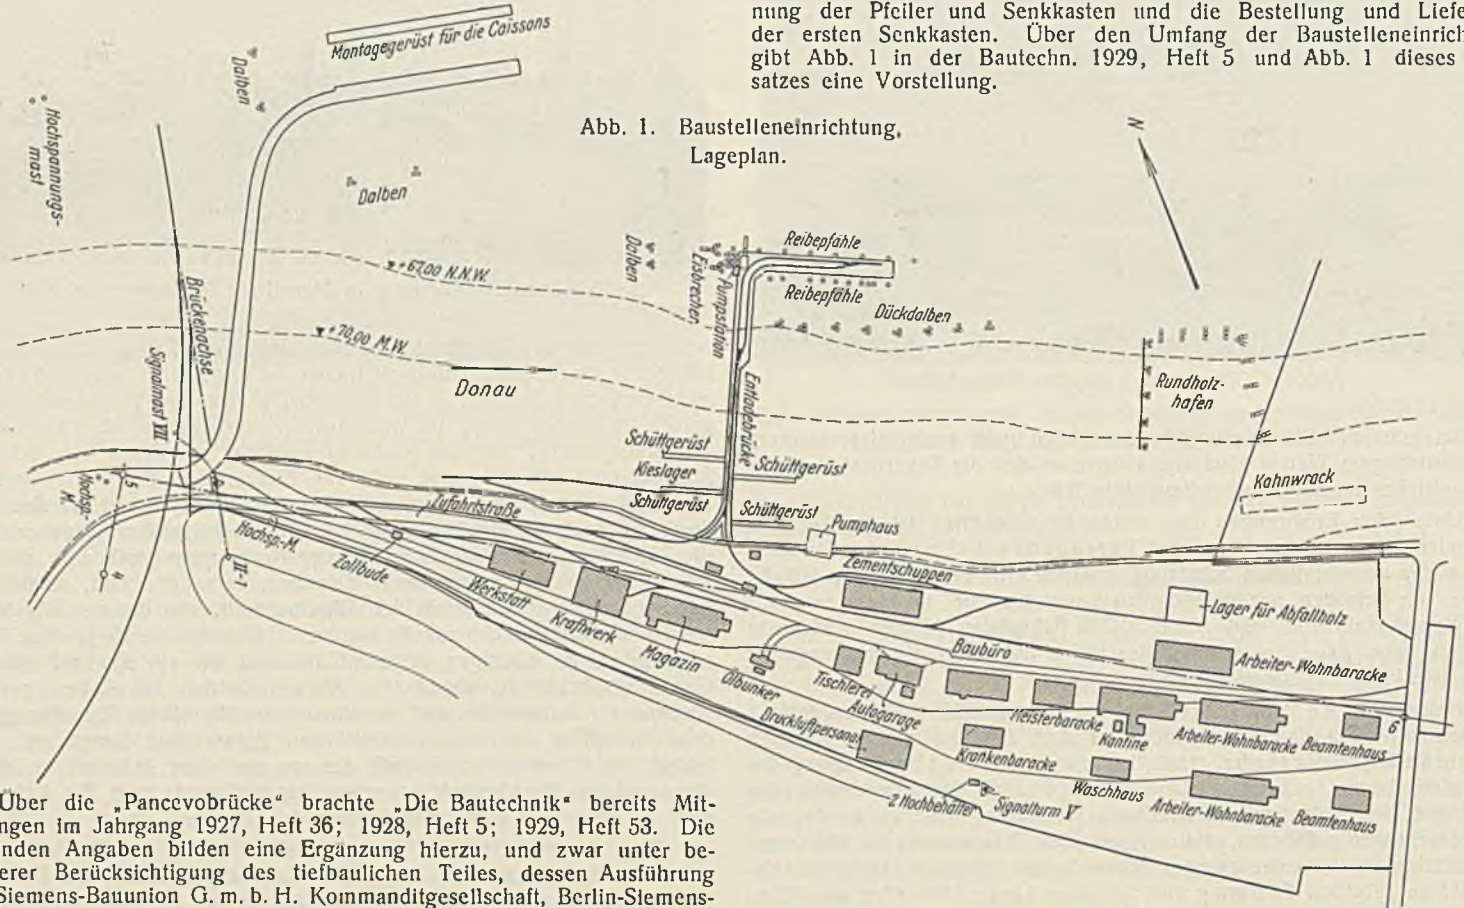 nung der Pfeiler und Senkkasten und die Bestellung und Liefe
der ersten Senkkasten. Über den Umfang der Baustelleneinrich
gibt Abb. 1 in der Bautechn. 1929, Heft 5 und Abb. 1 dieses
satzes eine Vorstellung.
Abb. 1. Baustelleneinrichtung,
Lageplan.
Montagegerüst für die Caissons
Dalben
Hochspannungs-
mast
Dalben
N
Dalben
Eisbrecher
Pumpstation
Reibepfähle
Reibepfähle
Dückdalben
+67,00 N.N.W.
+70,00 M.W.
Brückenachse
Signalmast VII
Donau
Entladebrücke
Rundholz-
hafen
Schüttgerüst
Kieslager
Schüttgerüst
Schüttgerüst
Schüttgerüst
Kahnwrack
Hochsp.-
M.
5
4
II-1
Hochsp.-M.
Zufahrtstraße
Zollbude
Pumphaus
Zementschuppen
Werkstatt
Kraftwerk
Magazin
Ölbunker
Tischlerei
Autogarage
Baubüro
Lager für Abfallholz
Arbeiter-Wohnbaracke
Druckluftpersonal
Meisterbaracke
Kantine
Arbeiter-Wohnbaracke
Beamtenhaus
6
Krankenbaracke
Waschhaus
Arbeiter-Wohnbaracke
Beamtenhaus
2 Hochbehälter
Signalturm V
Über die „Pancevobrücke“ brachte „Die Bautechnik“ bereits Mit-
ngen im Jahrgang 1927, Heft 36; 1928, Heft 5; 1929, Heft 53. Die
nden Angaben bilden eine Ergänzung hierzu, und zwar unter be-
erer Berücksichtigung des tiefbaulichen Teiles, dessen Ausführung
Siemens-Bauunion G. m. b. H. Kommanditgesellschaft, Berlin-Siemens-